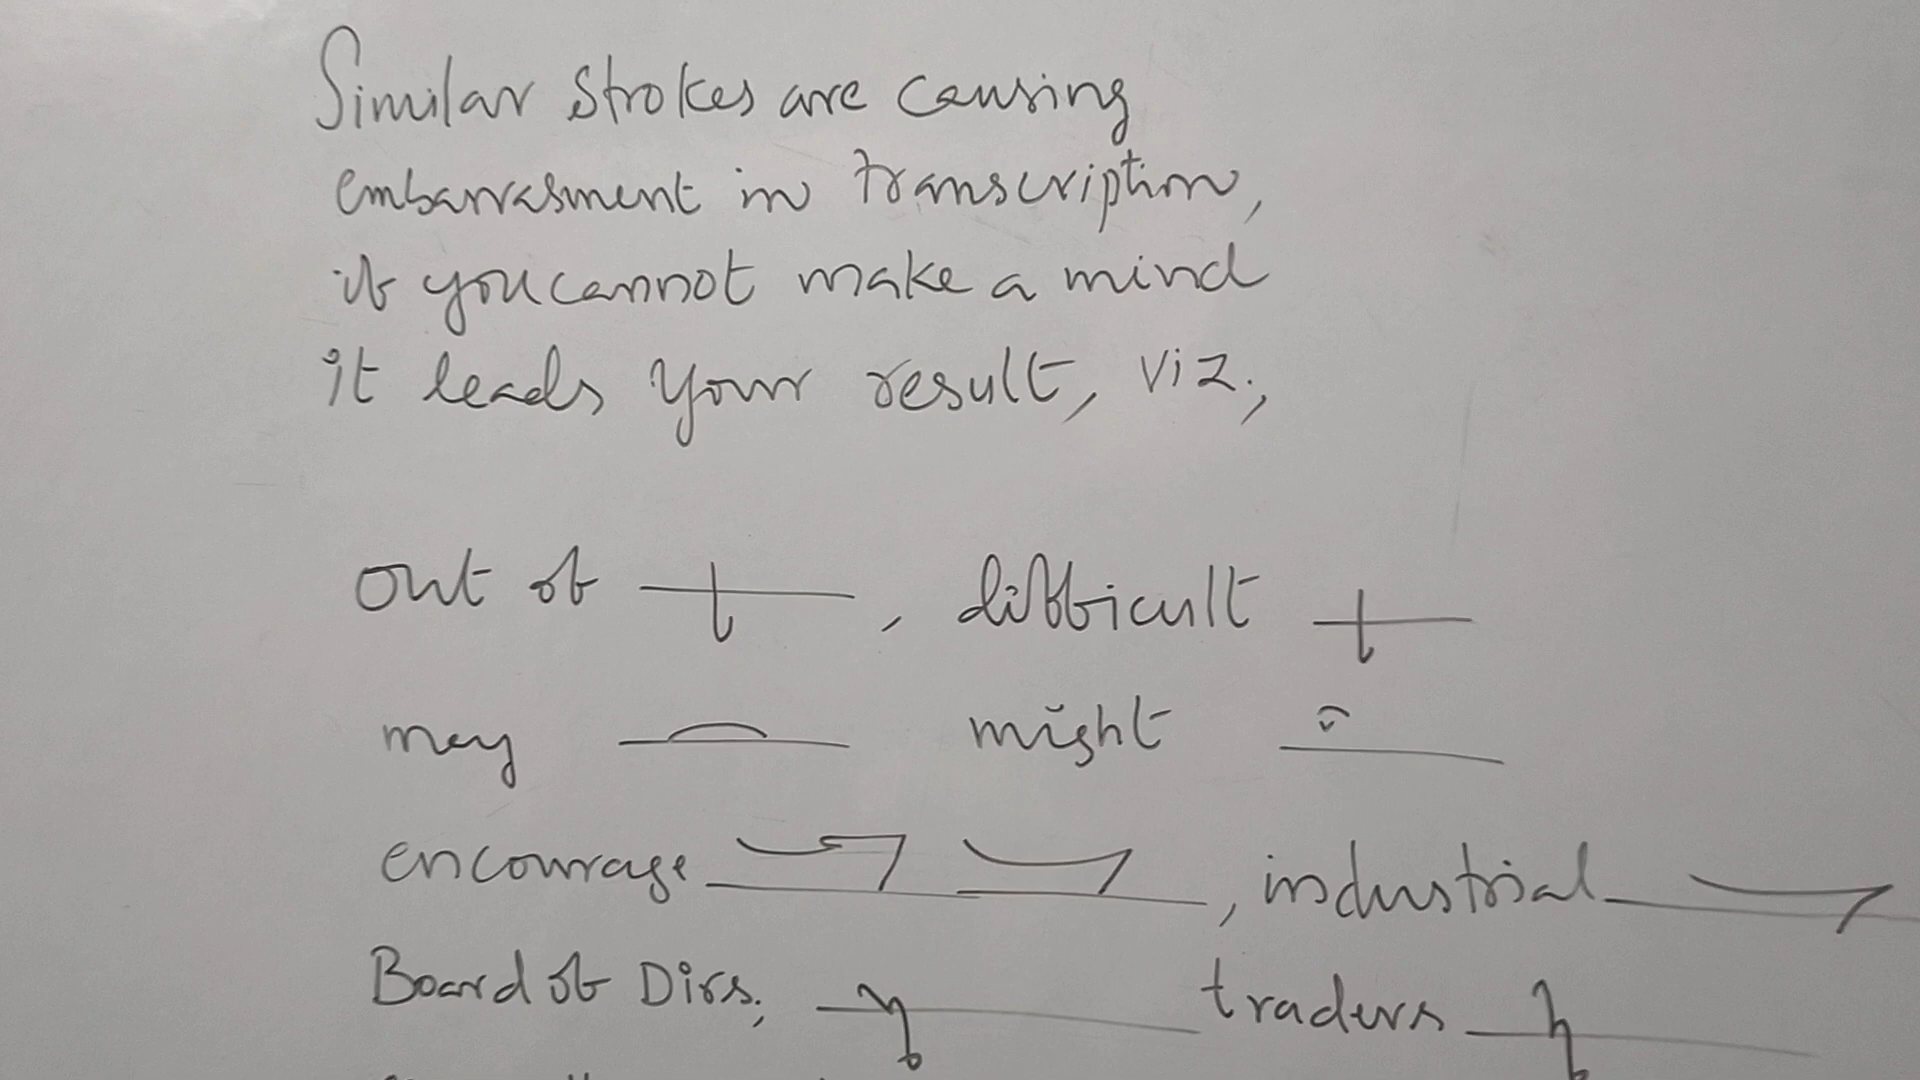 Similar strokes are causing
embarrasment in transcription,
if you cannot make a mind
it leads your result, viz.,
out of , difficult
may might
encourage , industrial
Board of Dirs., traders